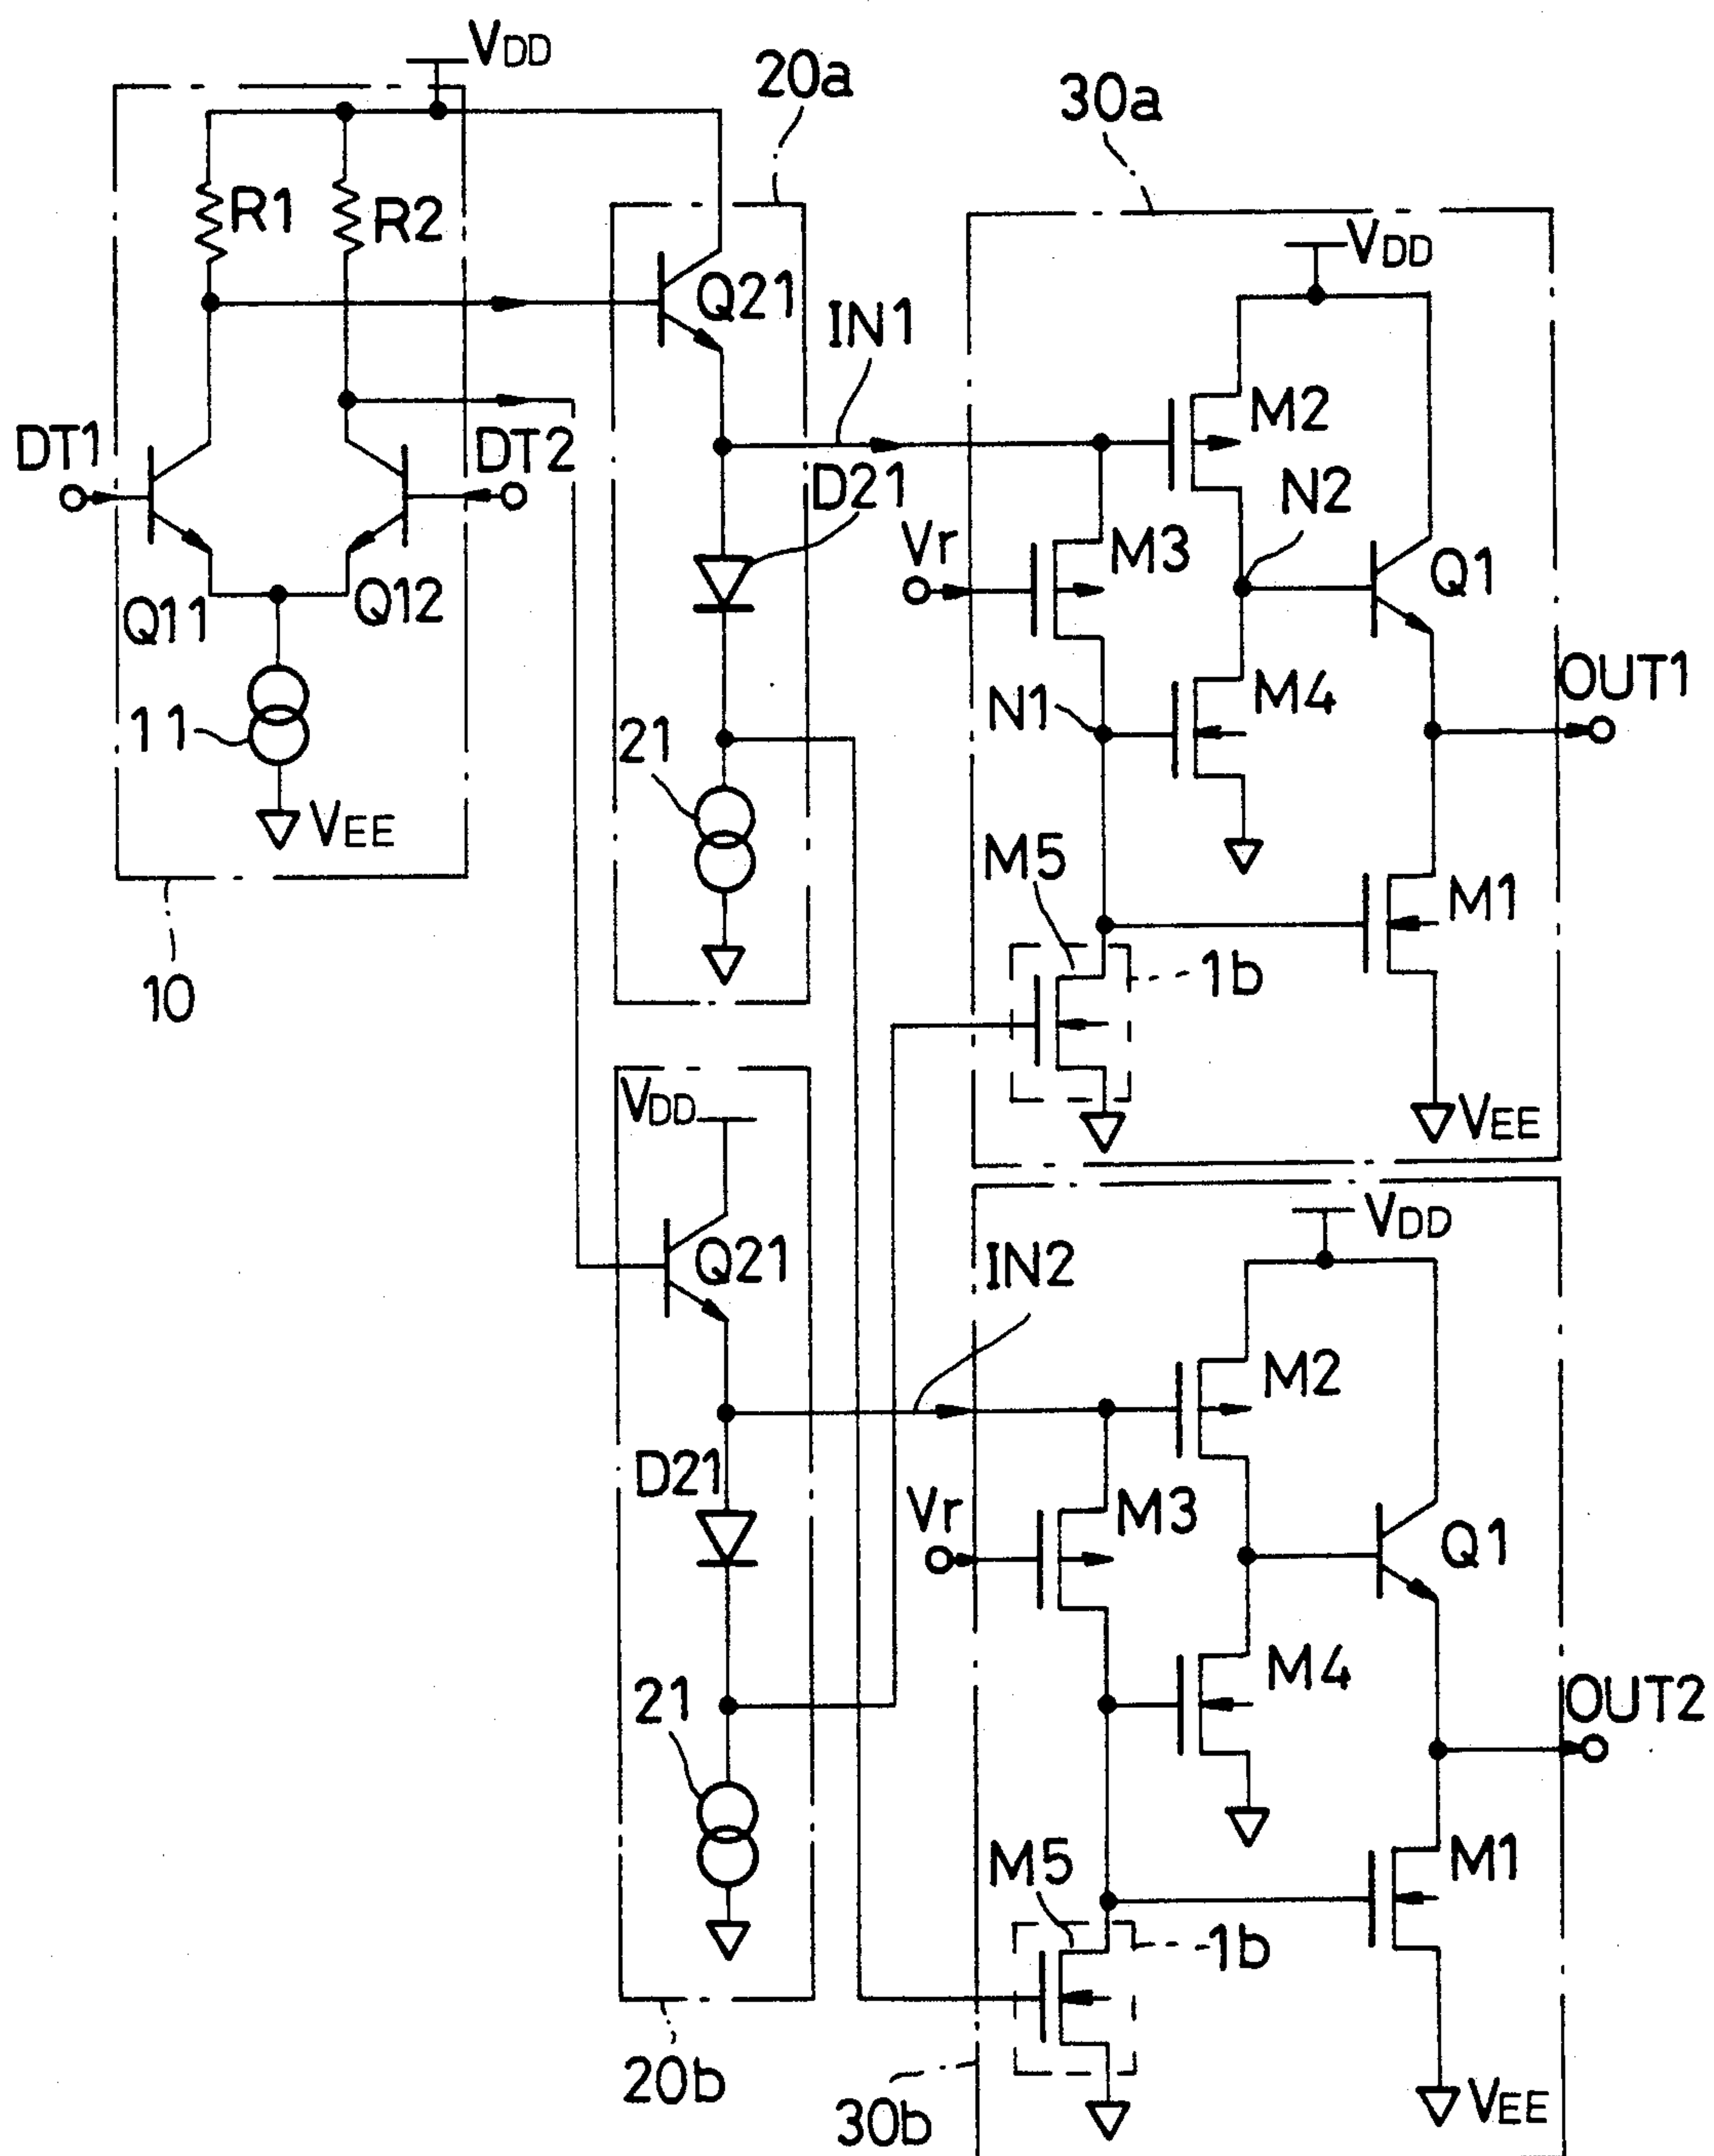 VDD
20a
30a
R1
R2
VDD
Q21
IN1
M2
DT1
DT2
D21
N2
Vr
M3
Q1
Q11
Q12
OUT1
N1
M4
11
21
VEE
M5
M1
10
1b
VDD
VEE
VDD
Q21
IN2
M2
D21
Vr
M3
Q1
M4
21
OUT2
M5
M1
1b
20b
30b
VEE